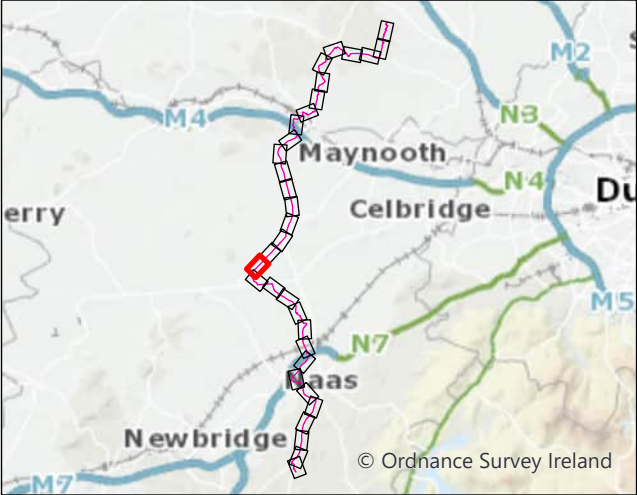 M2
N3
M4
Maynooth
N4
Du
Celbridge
erry
M5
N7
Naas
Newbridge
© Ordnance Survey Ireland
M7